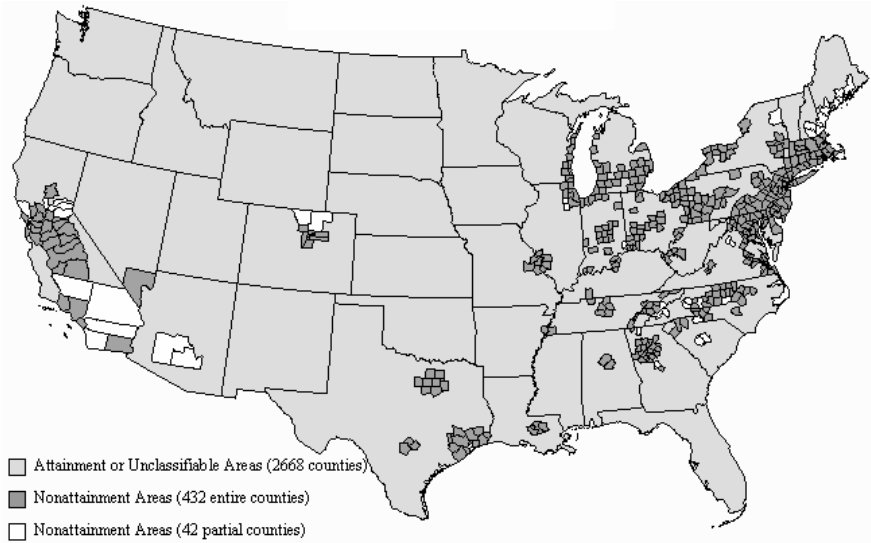 Attainment or Unclassifiable Areas (2668 counties)
Nonattainment Areas (432 entire counties)
Nonattainment Areas (42 partial counties)